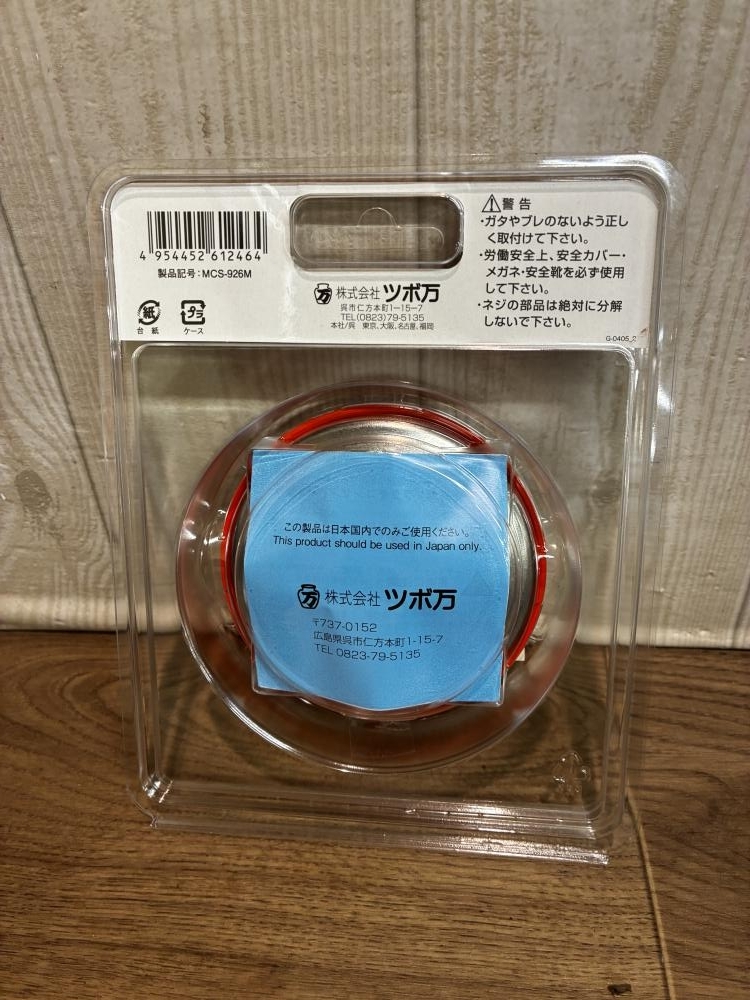 4 954452 612464
製品記号:MCS-926M
紙
台 紙
プラ
ケース
万 株式会社 ツボ万
呉市仁方本町1-15-7
TEL(0823)79-5135
本社/呉 東京、大阪、名古屋、福岡
警告
・ガタやブレのないよう正し
く取付けて下さい。
・労働安全上、安全カバー・
メガネ・安全靴を必ず使用
して下さい。
・ネジの部品は絶対に分解
しないで下さい。
G-0405_2
この製品は日本国内でのみご使用ください。
This product should be used in Japan only.
万 株式会社 ツボ万
〒737-0152
広島県呉市仁方本町1-15-7
TEL 0823-79-5135